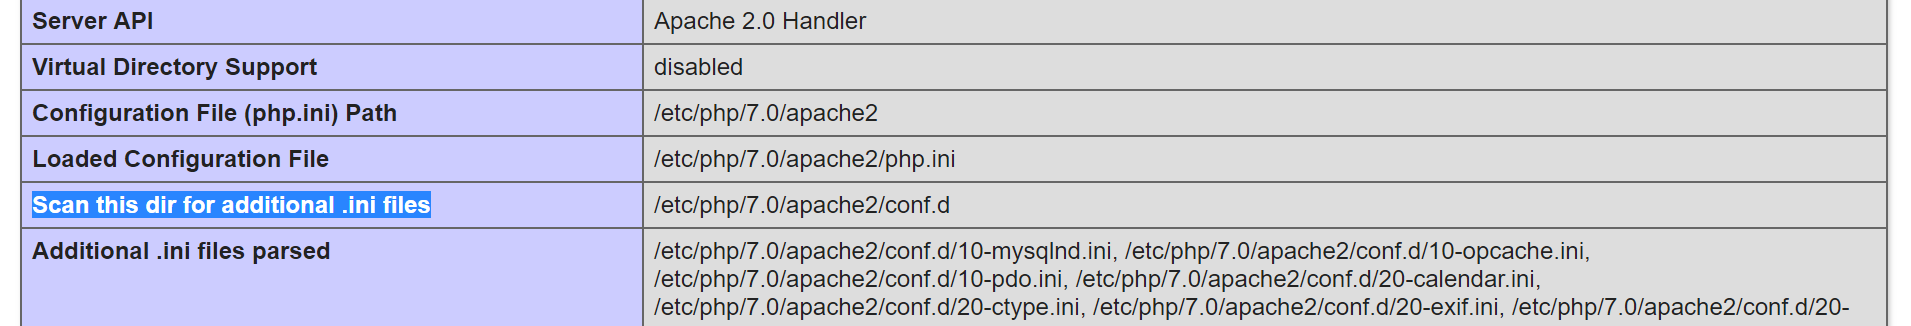 Server API
Apache 2.0 Handler
Virtual Directory Support
disabled
Configuration File (php.ini) Path
/etc/php/7.0/apache2
Loaded Configuration File
/etc/php/7.0/apache2/php.ini
Scan this dir for additional .ini files
/etc/php/7.0/apache2/conf.d
Additional .ini files parsed
/etc/php/7.0/apache2/conf.d/10-mysqlnd.ini, /etc/php/7.0/apache2/conf.d/10-opcache.ini,
/etc/php/7.0/apache2/conf.d/10-pdo.ini, /etc/php/7.0/apache2/conf.d/20-calendar.ini,
/etc/php/7.0/apache2/conf.d/20-ctype.ini, /etc/php/7.0/apache2/conf.d/20-exif.ini, /etc/php/7.0/apache2/conf.d/20-